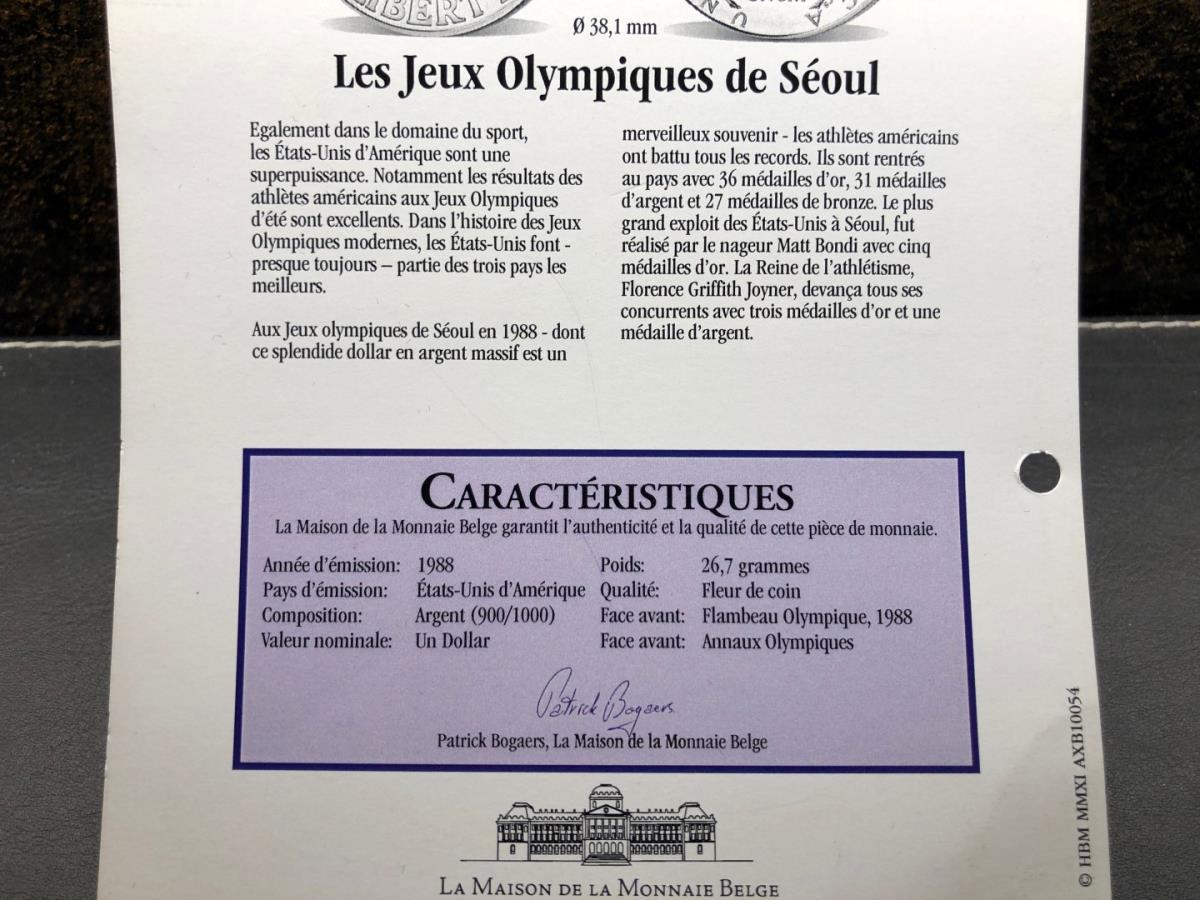 LIBERTY
Ø 38,1 mm
Les Jeux Olympiques de Séoul
Egalement dans le domaine du sport,
les États-Unis d'Amérique sont une
superpuissance. Notamment les résultats des
athlètes américains aux Jeux Olympiques
d'été sont excellents. Dans l'histoire des Jeux
Olympiques modernes, les États-Unis font -
presque toujours – partie des trois pays les
meilleurs.
Aux Jeux olympiques de Séoul en 1988 - dont
ce splendide dollar en argent massif est un
merveilleux souvenir - les athlètes américains
ont battu tous les records. Ils sont rentrés
au pays avec 36 médailles d'or, 31 médailles
d'argent et 27 médailles de bronze. Le plus
grand exploit des États-Unis à Séoul, fut
réalisé par le nageur Matt Bondi avec cinq
médailles d'or. La Reine de l'athlétisme,
Florence Griffith Joyner, devança tous ses
concurrents avec trois médailles d'or et une
médaille d'argent.
CARACTÉRISTIQUES
La Maison de la Monnaie Belge garantit l'authenticité et la qualité de cette pièce de monnaie.
Année d'émission: 1988
Pays d'émission: États-Unis d'Amérique
Composition: Argent (900/1000)
Valeur nominale: Un Dollar
Poids: 26,7 grammes
Qualité: Fleur de coin
Face avant: Flambeau Olympique, 1988
Face avant: Annaux Olympiques
Patrick Bogaers
Patrick Bogaers, La Maison de la Monnaie Belge
LA MAISON DE LA MONNAIE BELGE
© HBM MMXI AXB10054